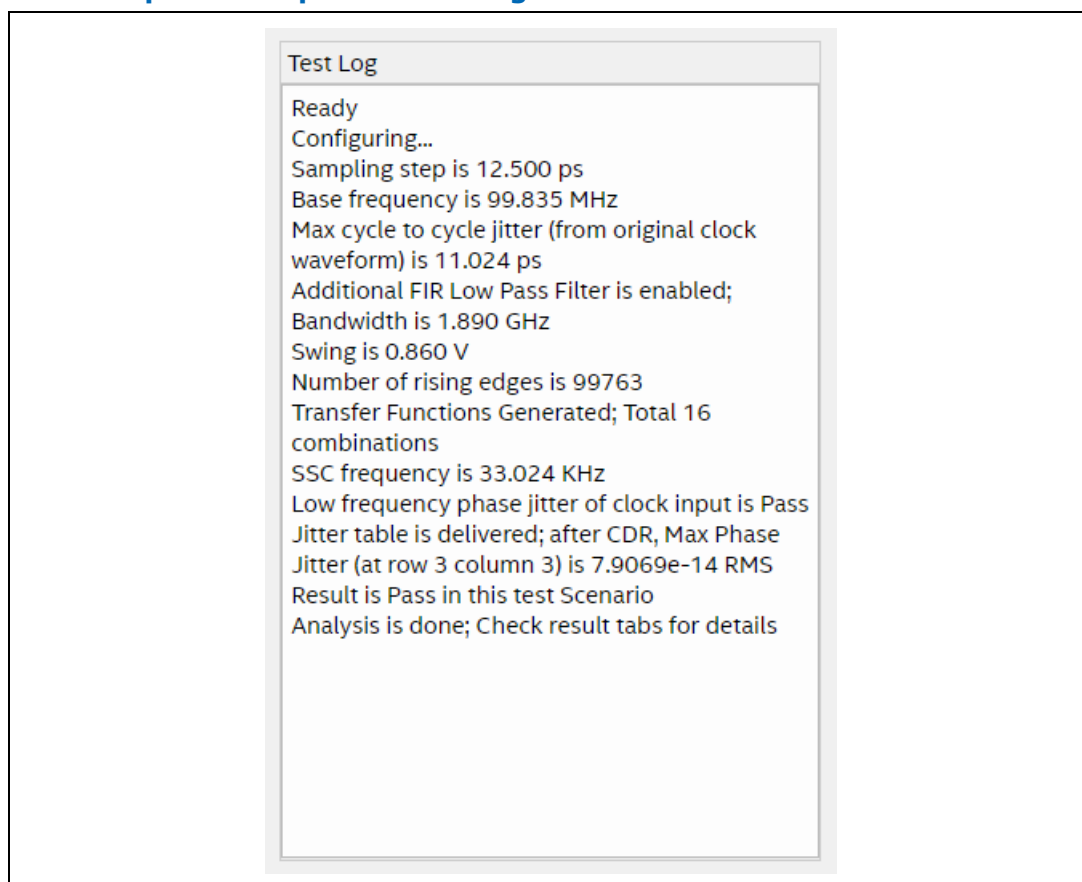 Test Log
Ready
Configuring...
Sampling step is 12.500 ps
Base frequency is 99.835 MHz
Max cycle to cycle jitter (from original clock
waveform) is 11.024 ps
Additional FIR Low Pass Filter is enabled;
Bandwidth is 1.890 GHz
Swing is 0.860 V
Number of rising edges is 99763
Transfer Functions Generated; Total 16
combinations
SSC frequency is 33.024 KHz
Low frequency phase jitter of clock input is Pass
Jitter table is delivered; after CDR, Max Phase
Jitter (at row 3 column 3) is 7.9069e-14 RMS
Result is Pass in this test Scenario
Analysis is done; Check result tabs for details